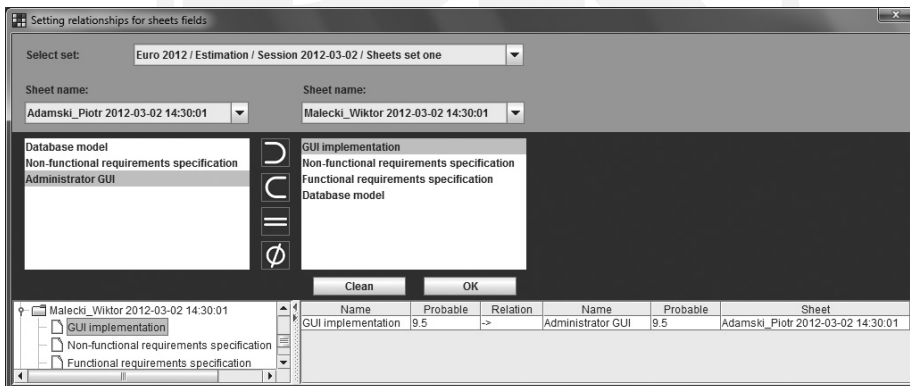 Setting relationships for sheets fields
Select set: Euro 2012 / Estimation / Session 2012-03-02 / Sheets set one
Sheet name: Sheet name:
Adamski_Piotr 2012-03-02 14:30:01 Malecki_Wiktor 2012-03-02 14:30:01
Database model
Non-functional requirements specification
Administrator GUI
⊃
⊂
=
Ø
GUI implementation
Non-functional requirements specification
Functional requirements specification
Database model
Clean OK
Malecki_Wiktor 2012-03-02 14:30:01
GUI implementation
Non-functional requirements specification
Functional requirements specification
Name Probable Relation Name Probable Sheet
GUI implementation 9.5 -> Administrator GUI 9.5 Adamski_Piotr 2012-03-02 14:30:01